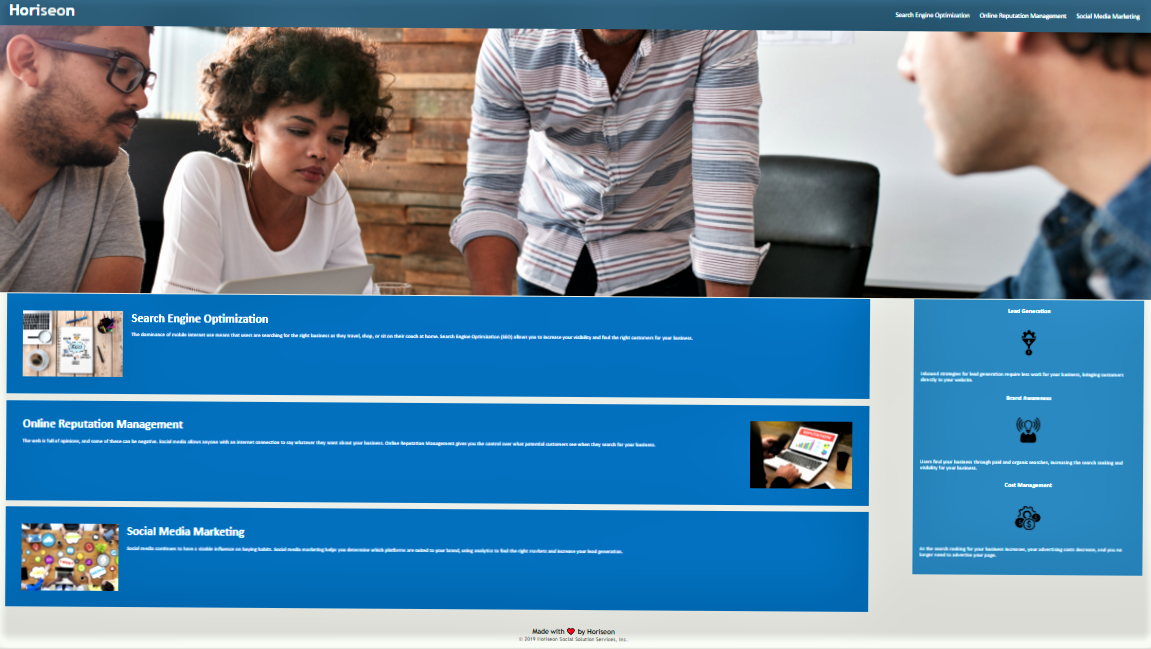 Horiseon
Search Engine Optimization Online Reputation Management Social Media Marketing
Search Engine Optimization
The dominance of mobile internet use means that users are searching for the right business as they travel, shop, or sit on their couch at home. Search Engine Optimization (SEO) allows you to increase your visibility and find the right customers for your business.
Online Reputation Management
The web is full of opinions, and some of these can be negative. Social media allows anyone with an internet connection to say whatever they want about your business. Online Reputation Management gives you the control over what potential customers see when they search for your business.
REPUTATION
Social Media Marketing
Social media continues to have a sizable influence on buying habits. Social media marketing helps you determine which platforms are suited to your brand, using analytics to find the right markets and increase your lead generation.
Lead Generation
Inbound strategies for lead generation require less work for your business, bringing customers
directly to your website.
Brand Awareness
Users find your business through paid and organic searches, increasing the search ranking and
visibility for your business.
Cost Management
As the search ranking for your business increases, your advertising costs decrease, and you no
longer need to advertise your page.
Made with ❤️ by Horiseon
© 2019 Horiseon Social Solution Services, Inc.